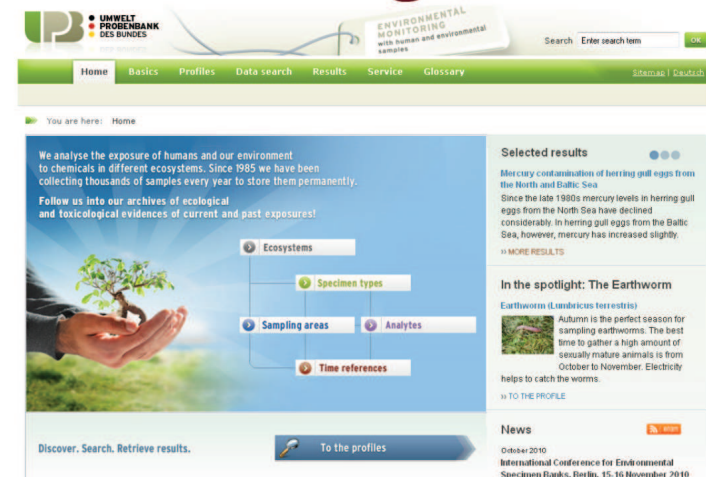 UMWELT
PROBENBANK
DES BUNDES
ENVIRONMENTAL
MONITORING
with human and environmental
samples
Search Enter search term OK
Home Basics Profiles Data search Results Service Glossary
Sitemap | Deutsch
You are here: Home
We analyse the exposure of humans and our environment
to chemicals in different ecosystems. Since 1985 we have been
collecting thousands of samples every year to store them permanently.
Follow us into our archives of ecological
and toxicological evidences of current and past exposures!
Ecosystems
Specimen types
Sampling areas
Analytes
Time references
Discover. Search. Retrieve results.
To the profiles
Selected results
Mercury contamination of herring gull eggs from
the North and Baltic Sea
Since the late 1980s mercury levels in herring gull
eggs from the North Sea have declined
considerably. In herring gull eggs from the Baltic
Sea, however, mercury has increased slightly.
›› MORE RESULTS
In the spotlight: The Earthworm
Earthworm (Lumbricus terrestris)
Autumn is the perfect season for
sampling earthworms. The best
time to gather a high amount of
sexually mature animals is from
October to November. Electricity
helps to catch the worms.
›› TO THE PROFILE
News
October 2010
International Conference for Environmental
Specimen Banks, Berlin, 15-16 November 2010